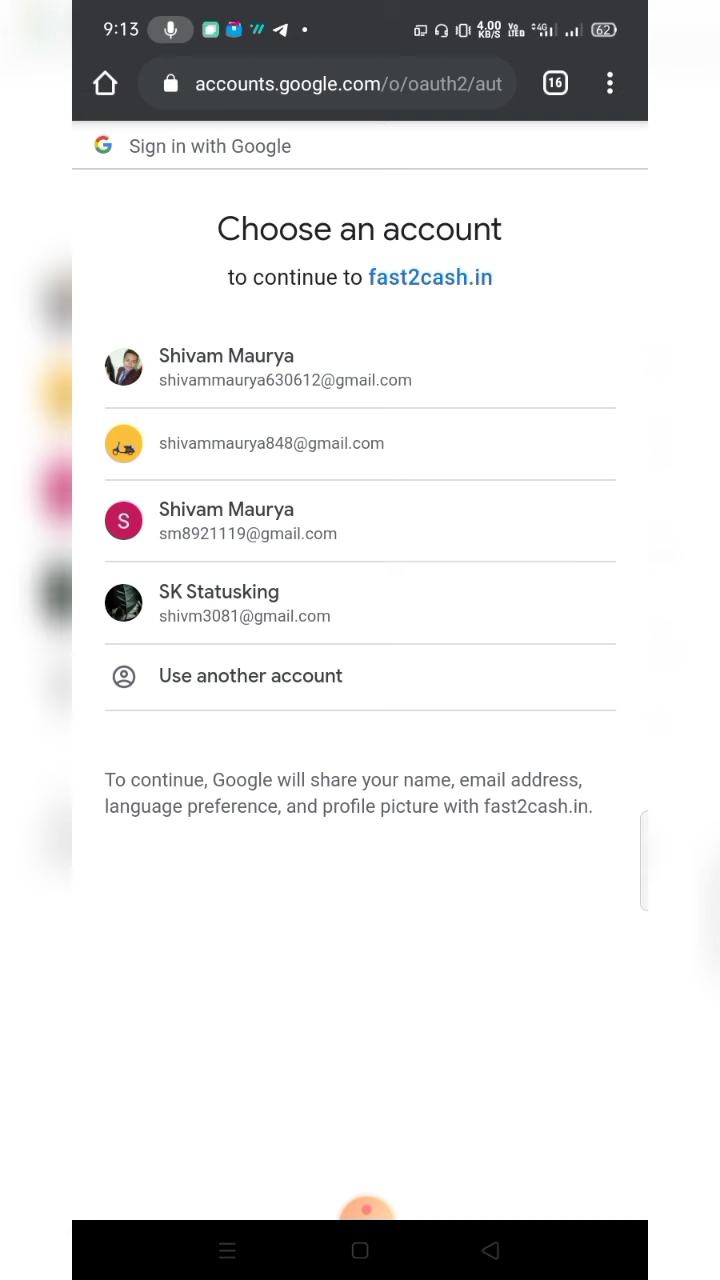 9:13
4.00 KB/S
Vo LTED
4G
62
accounts.google.com/o/oauth2/aut
16
Sign in with Google
Choose an account
to continue to fast2cash.in
Shivam Maurya
shivammaurya630612@gmail.com
shivammaurya848@gmail.com
S
Shivam Maurya
sm8921119@gmail.com
SK Statusking
shivm3081@gmail.com
Use another account
To continue, Google will share your name, email address,
language preference, and profile picture with fast2cash.in.